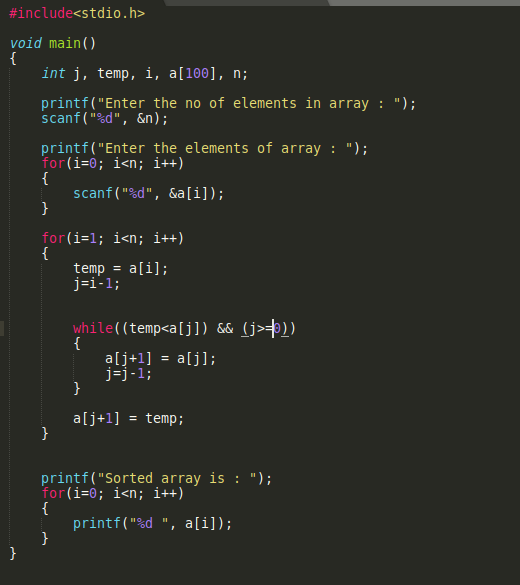 #include<stdio.h>
void main()
{
int j, temp, i, a[100], n;
printf("Enter the no of elements in array : ");
scanf("%d", &n);
printf("Enter the elements of array : ");
for(i=0; i<n; i++)
{
scanf("%d", &a[i]);
}
for(i=1; i<n; i++)
{
temp = a[i];
j=i-1;
while((temp<a[j]) && (j>=0))
{
a[j+1] = a[j];
j=j-1;
}
a[j+1] = temp;
}
printf("Sorted array is : ");
for(i=0; i<n; i++)
{
printf("%d ", a[i]);
}
}